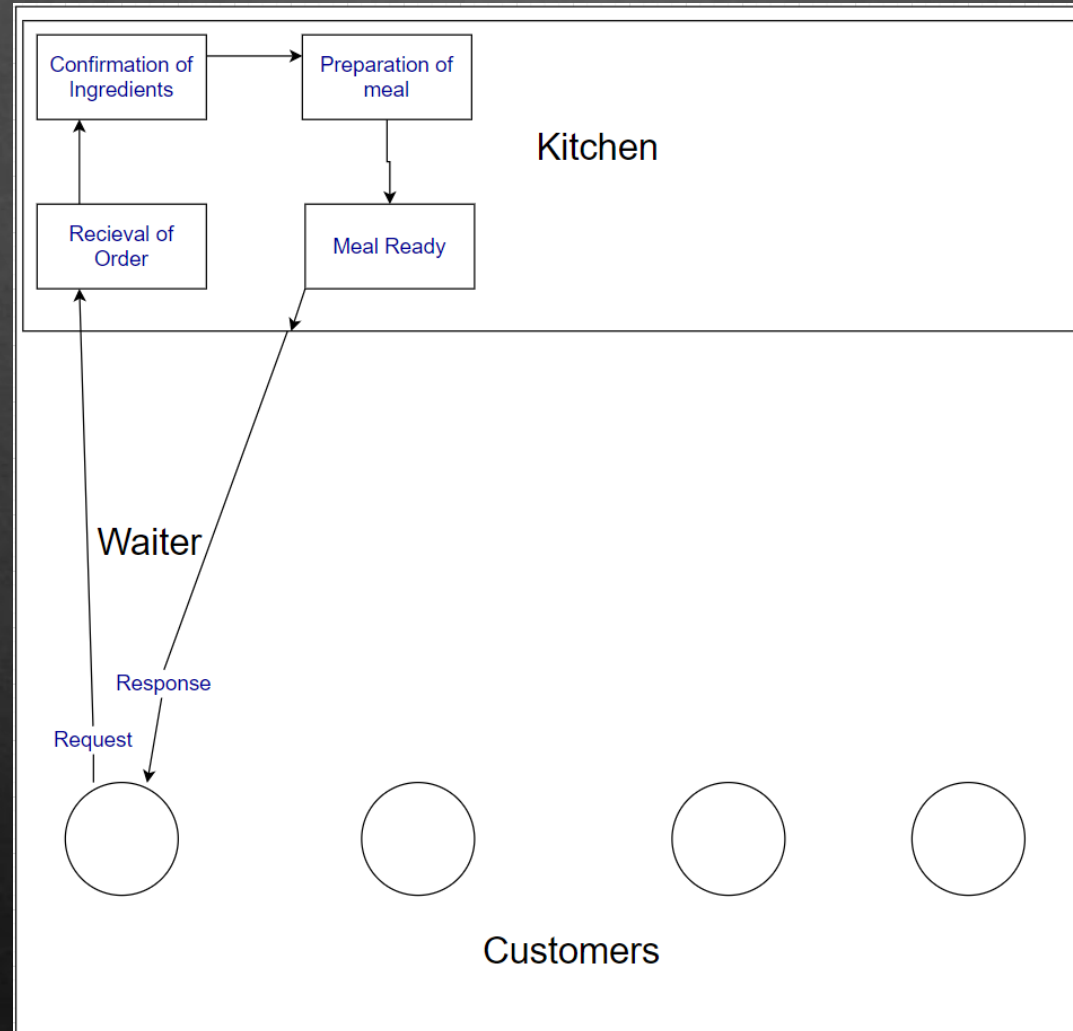 Confirmation of
Ingredients
Preparation of
meal
Kitchen
Recieval of
Order
Meal Ready
Waiter
Response
Request
Customers